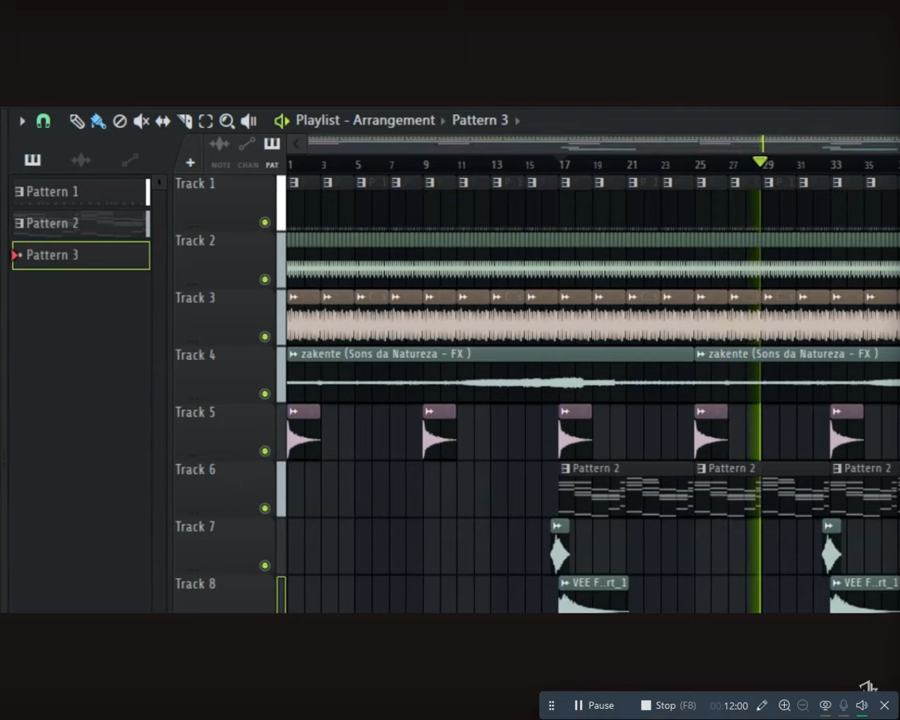 Playlist - Arrangement › Pattern 3 ›
NOTE CHAN PAT
1 3 5 7 9 11 13 15 17 19 21 23 25 27 29 31 33 35
Pattern 1
Pattern 2
Pattern 3
Track 1
Track 2
Track 3
Track 4
zakente (Sons da Natureza - FX ) zakente (Sons da Natureza - FX )
Track 5
Track 6
Pattern 2 Pattern 2 Pattern 2
Track 7
Track 8
VEE F..rt_1 VEE F..rt_1
Pause Stop (F8) 00:12:00